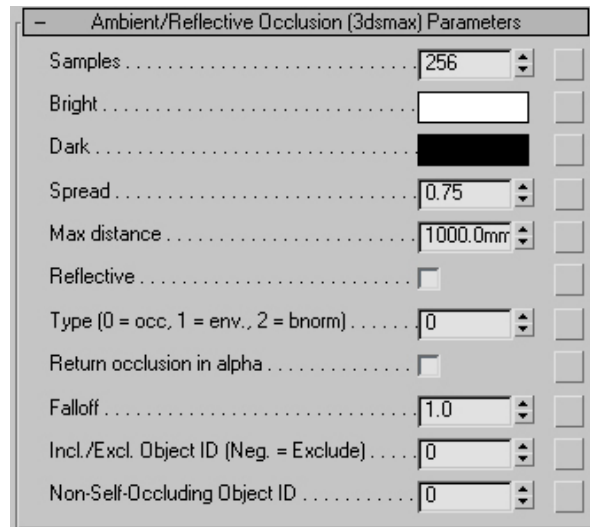 − Ambient/Reflective Occlusion (3dsmax) Parameters
Samples . . . . . . . . . . . . . . . . . . . . . . . . . . . . . . 256
Bright . . . . . . . . . . . . . . . . . . . . . . . . . . . . . . . .
Dark . . . . . . . . . . . . . . . . . . . . . . . . . . . . . . . . .
Spread . . . . . . . . . . . . . . . . . . . . . . . . . . . . . . . 0.75
Max distance . . . . . . . . . . . . . . . . . . . . . . . . . . 1000.0mm
Reflective . . . . . . . . . . . . . . . . . . . . . . . . . . . . .
Type (0 = occ, 1 = env., 2 = bnorm) . . . . . . 0
Return occlusion in alpha . . . . . . . . . . . . . . .
Falloff . . . . . . . . . . . . . . . . . . . . . . . . . . . . . . . . 1.0
Incl./Excl. Object ID (Neg. = Exclude) . . . . . 0
Non-Self-Occluding Object ID . . . . . . . . . . . 0